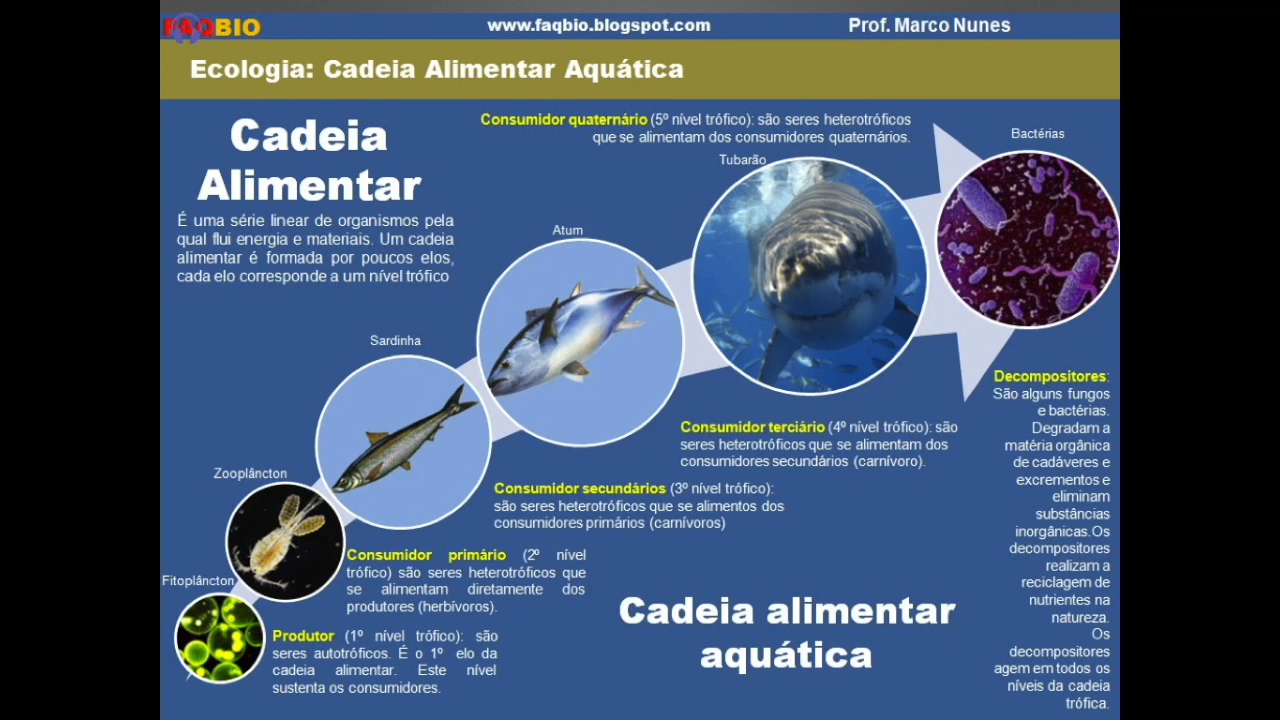 FAQBIO
www.faqbio.blogspot.com
Prof. Marco Nunes
Ecologia: Cadeia Alimentar Aquática
Cadeia
Alimentar
É uma série linear de organismos pela
qual flui energia e materiais. Um cadeia
alimentar é formada por poucos elos,
cada elo corresponde a um nível trófico
Consumidor quaternário (5º nível trófico): são seres heterotróficos
que se alimentam dos consumidores quaternários.
Bactérias
Tubarão
Atum
Sardinha
Zooplâncton
Fitoplâncton
Decompositores:
São alguns fungos
e bactérias.
Degradam a
matéria orgânica
de cadáveres e
excrementos e
eliminam
substâncias
inorgânicas.Os
decompositores
realizam a
reciclagem de
nutrientes na
natureza.
Os
decompositores
agem em todos os
níveis da cadeia
trófica.
Consumidor terciário (4º nível trófico): são
seres heterotróficos que se alimentam dos
consumidores secundários (carnívoro).
Consumidor secundários (3º nível trófico):
são seres heterotróficos que se alimentos dos
consumidores primários (carnívoros)
Consumidor primário (2º nível
trófico) são seres heterotróficos que
se alimentam diretamente dos
produtores (herbívoros).
Produtor (1º nível trófico): são
seres autotróficos. É o 1º elo da
cadeia alimentar. Este nível
sustenta os consumidores.
Cadeia alimentar
aquática